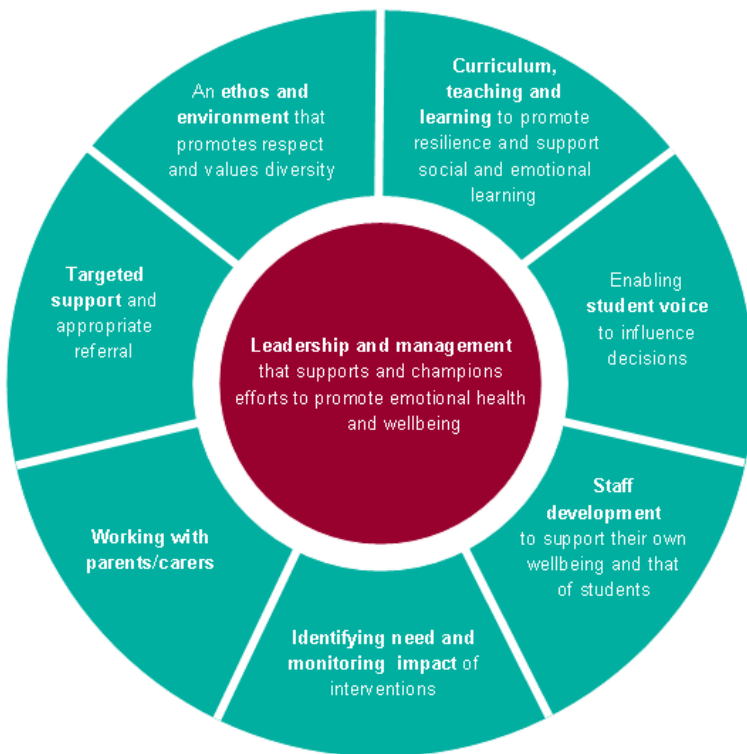 An ethos and
environment that
promotes respect
and values diversity
Curriculum,
teaching and
learning to promote
resilience and support
social and emotional
learning
Enabling
student voice
to influence
decisions
Staff
development
to support their own
wellbeing and that
of students
Identifying need and
monitoring impact of
interventions
Working with
parents/carers
Targeted
support and
appropriate
referral
Leadership and management
that supports and champions
efforts to promote emotional health
and wellbeing